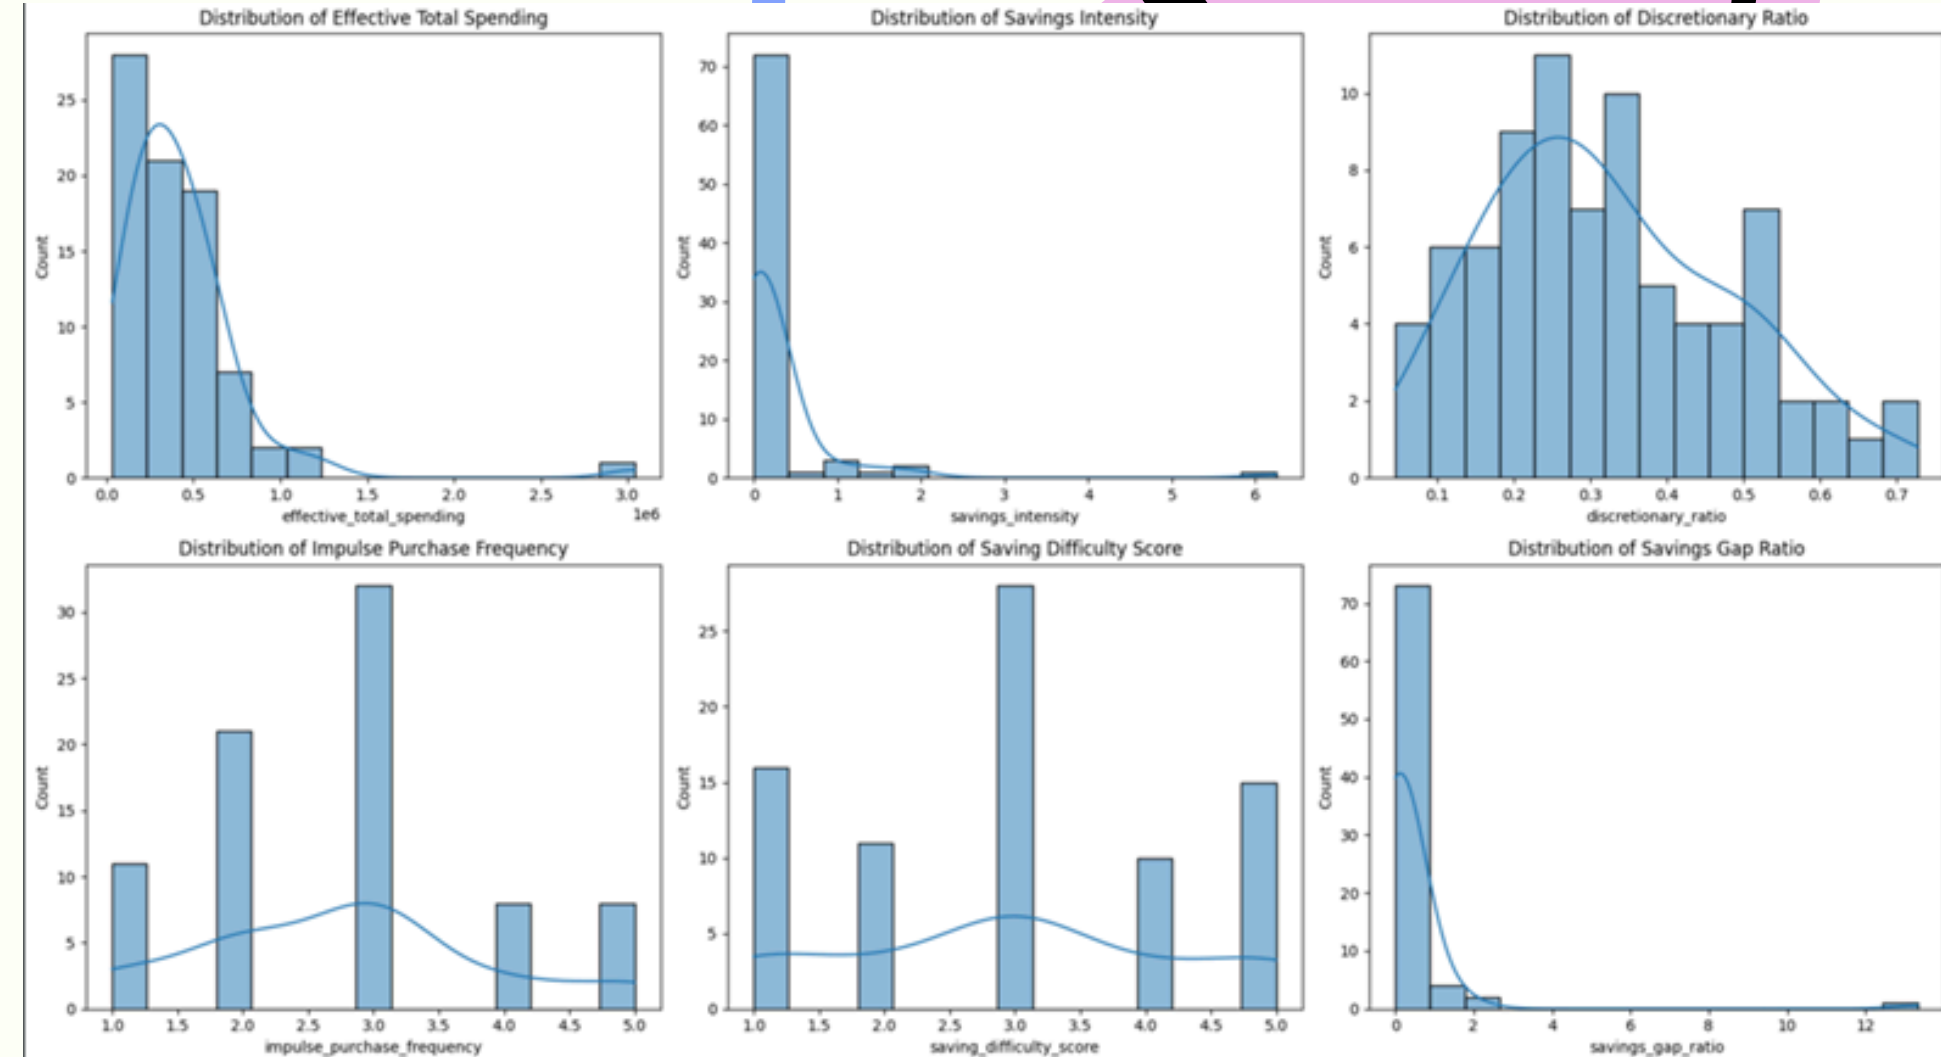 Distribution of Effective Total Spending
Count
25
20
15
10
5
0
0.0 0.5 1.0 1.5 2.0 2.5 3.0
effective_total_spending
1e6
Distribution of Savings Intensity
Count
70
60
50
40
30
20
10
0
0 1 2 3 4 5 6
savings_intensity
Distribution of Discretionary Ratio
Count
10
8
6
4
2
0
0.1 0.2 0.3 0.4 0.5 0.6 0.7
discretionary_ratio
Distribution of Impulse Purchase Frequency
Count
30
25
20
15
10
5
0
1.0 1.5 2.0 2.5 3.0 3.5 4.0 4.5 5.0
impulse_purchase_frequency
Distribution of Saving Difficulty Score
Count
25
20
15
10
5
0
1.0 1.5 2.0 2.5 3.0 3.5 4.0 4.5 5.0
saving_difficulty_score
Distribution of Savings Gap Ratio
Count
70
60
50
40
30
20
10
0
0 2 4 6 8 10 12
savings_gap_ratio